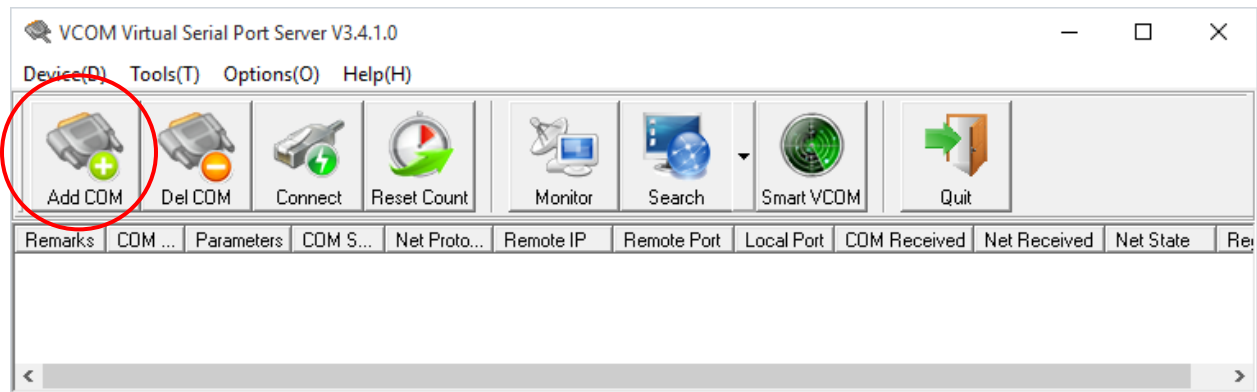 VCOM Virtual Serial Port Server V3.4.1.0
Device(D) Tools(T) Options(O) Help(H)
Add COM Del COM Connect Reset Count Monitor Search Smart VCOM Quit
Remarks COM ... Parameters COM S... Net Proto... Remote IP Remote Port Local Port COM Received Net Received Net State